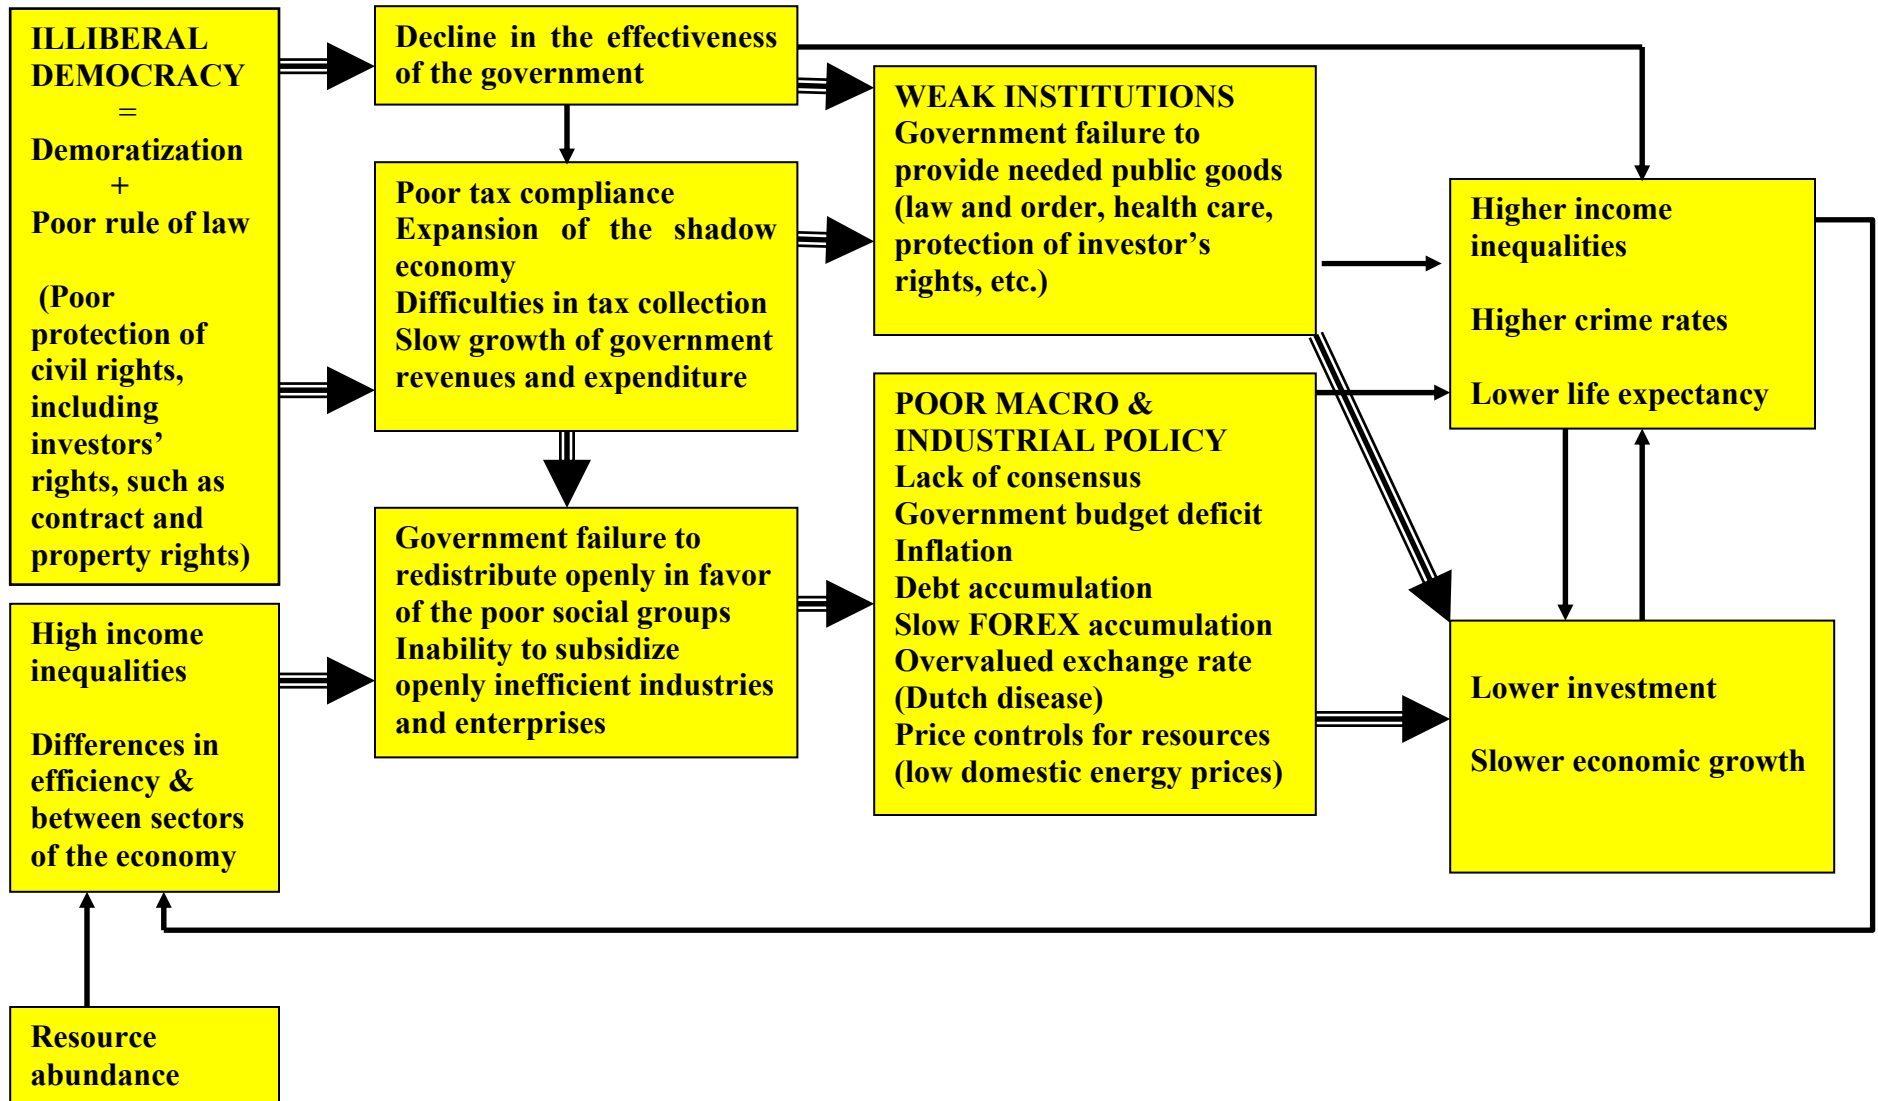 ILLIBERAL
DEMOCRACY
=
Demoratization
+
Poor rule of law
(Poor
protection of
civil rights,
including
investors’
rights, such as
contract and
property rights)
High income
inequalities
Differences in
efficiency &
between sectors
of the economy
Resource
abundance
Decline in the effectiveness
of the government
Poor tax compliance
Expansion of the shadow
economy
Difficulties in tax collection
Slow growth of government
revenues and expenditure
Government failure to
redistribute openly in favor
of the poor social groups
Inability to subsidize
openly inefficient industries
and enterprises
WEAK INSTITUTIONS
Government failure to
provide needed public goods
(law and order, health care,
protection of investor’s
rights, etc.)
POOR MACRO &
INDUSTRIAL POLICY
Lack of consensus
Government budget deficit
Inflation
Debt accumulation
Slow FOREX accumulation
Overvalued exchange rate
(Dutch disease)
Price controls for resources
(low domestic energy prices)
Higher income
inequalities
Higher crime rates
Lower life expectancy
Lower investment
Slower economic growth